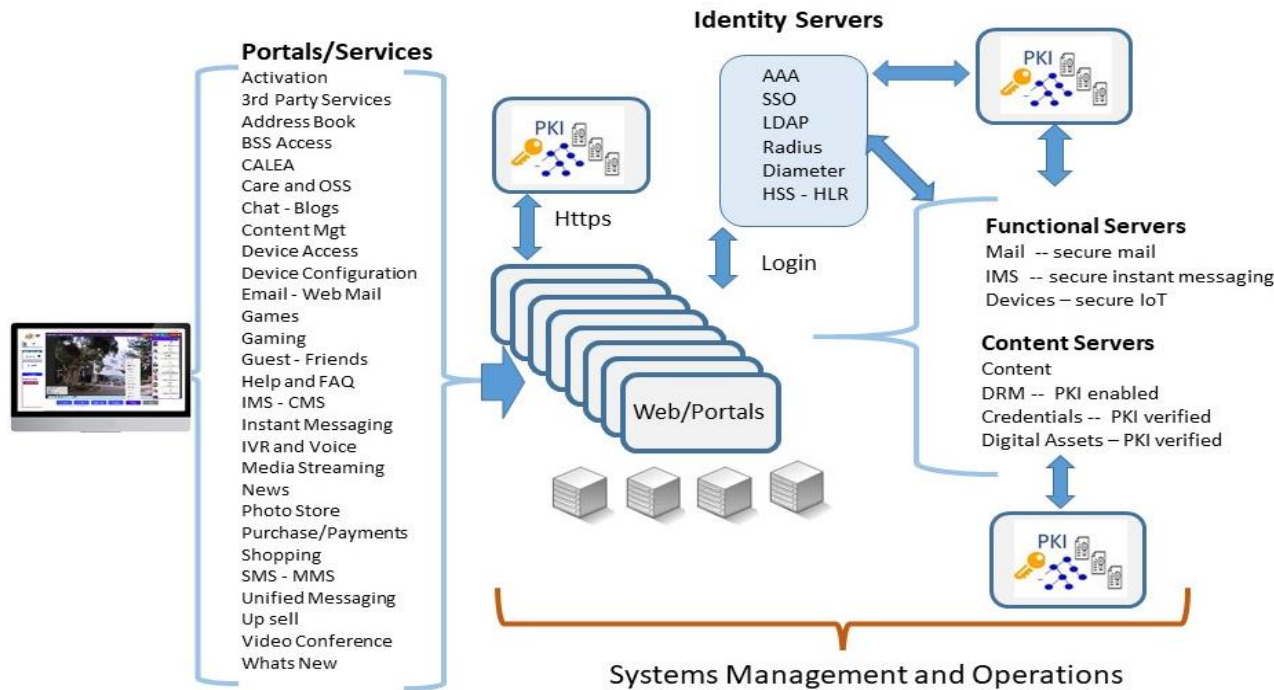 Portals/Services
Activation
3rd Party Services
Address Book
BSS Access
CALEA
Care and OSS
Chat - Blogs
Content Mgt
Device Access
Device Configuration
Email - Web Mail
Games
Gaming
Guest - Friends
Help and FAQ
IMS - CMS
Instant Messaging
IVR and Voice
Media Streaming
News
Photo Store
Purchase/Payments
Shopping
SMS - MMS
Unified Messaging
Up sell
Video Conference
Whats New
PKI
Https
Web/Portals
Identity Servers
AAA
SSO
LDAP
Radius
Diameter
HSS - HLR
Login
PKI
Functional Servers
Mail -- secure mail
IMS -- secure instant messaging
Devices – secure IoT
Content Servers
Content
DRM -- PKI enabled
Credentials -- PKI verified
Digital Assets – PKI verified
PKI
Systems Management and Operations